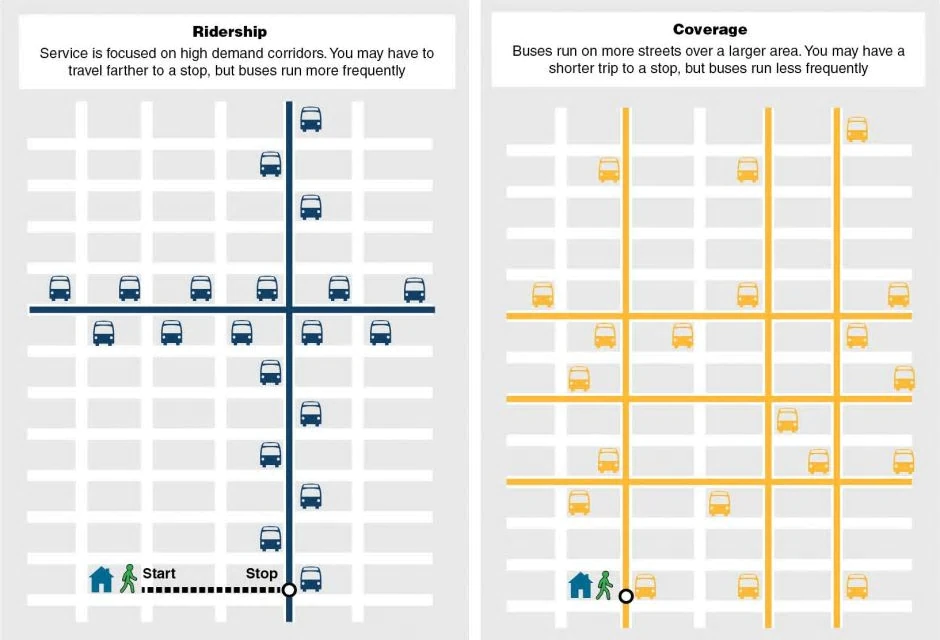 Ridership
Service is focused on high demand corridors. You may have to
travel farther to a stop, but buses run more frequently
Start
Stop
Coverage
Buses run on more streets over a larger area. You may have a
shorter trip to a stop, but buses run less frequently